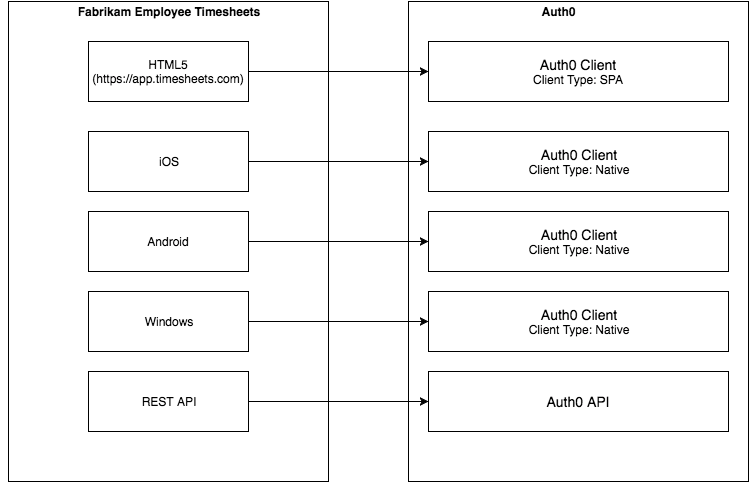 Fabrikam Employee Timesheets
Auth0
HTML5
(https://app.timesheets.com)
Auth0 Client
Client Type: SPA
iOS
Auth0 Client
Client Type: Native
Android
Auth0 Client
Client Type: Native
Windows
Auth0 Client
Client Type: Native
REST API
Auth0 API